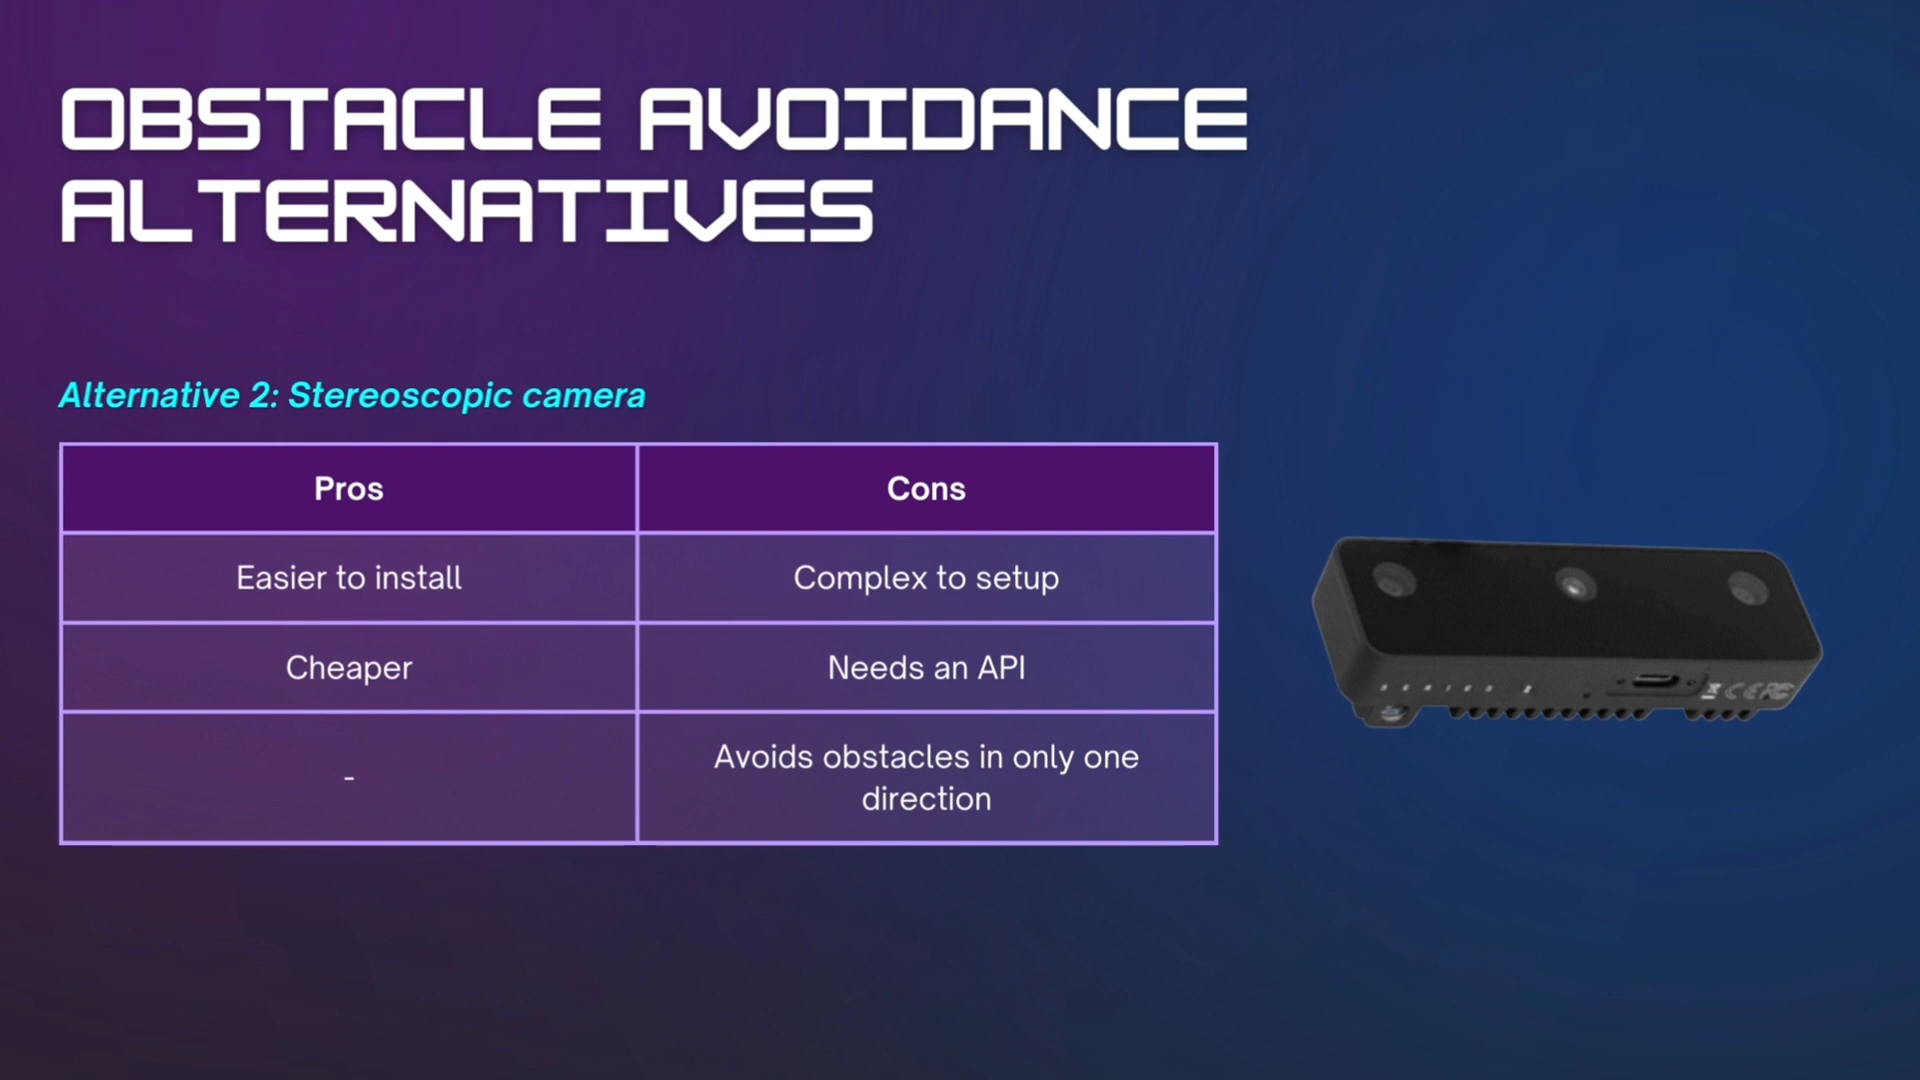 OBSTACLE AVOIDANCE
ALTERNATIVES
Alternative 2: Stereoscopic camera
Pros
Cons
Easier to install
Complex to setup
Cheaper
Needs an API
-
Avoids obstacles in only one
direction